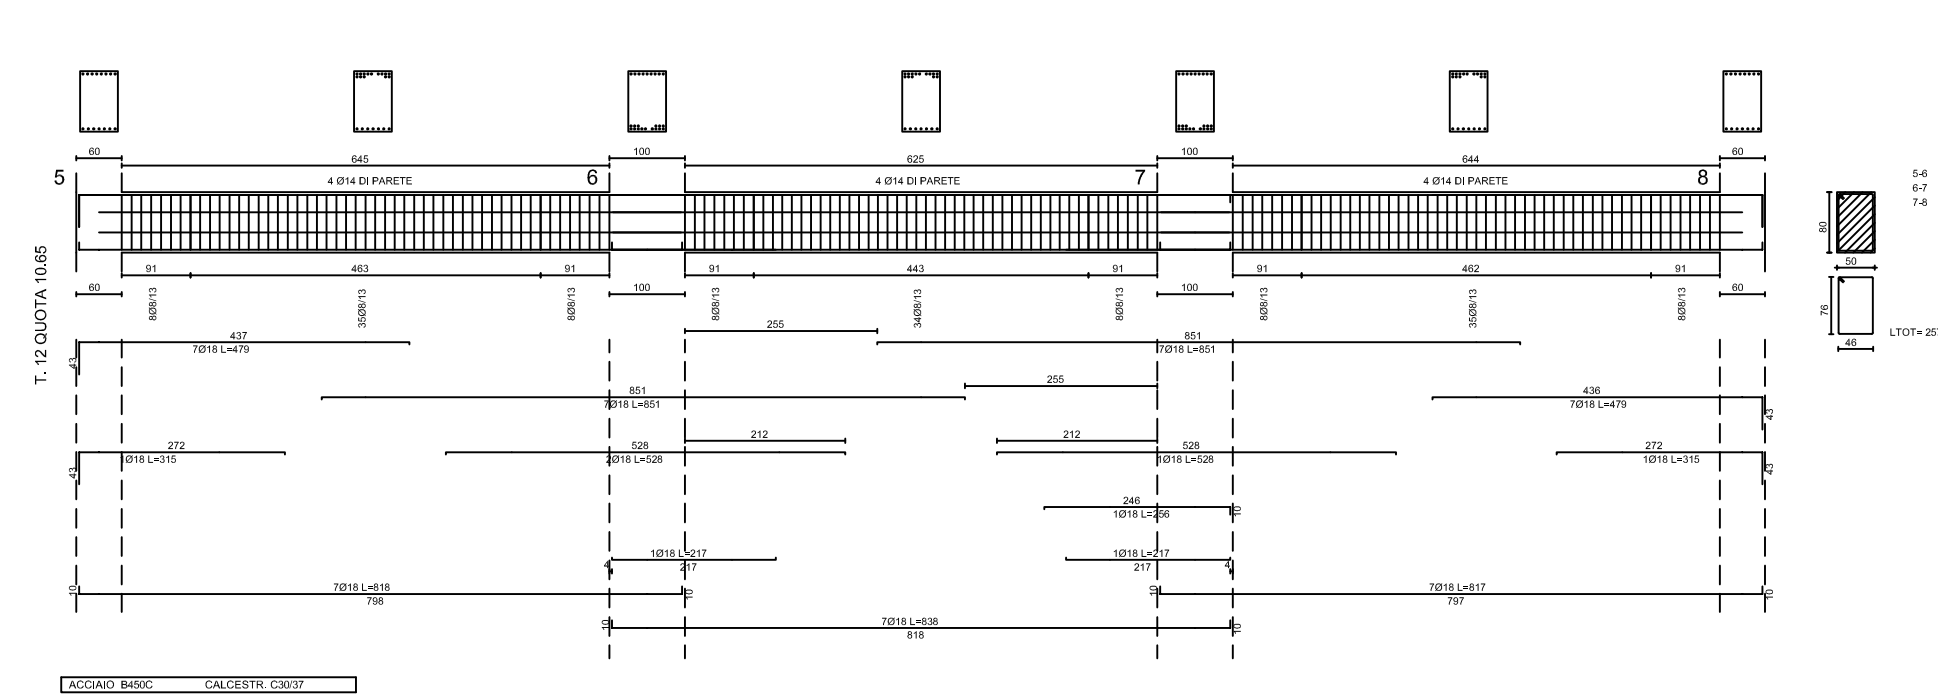 60
645
100
625
100
644
60
5
4 Ø14 DI PARETE
6
4 Ø14 DI PARETE
7
4 Ø14 DI PARETE
8
5-6
6-7
7-8
80
50
T. 12 QUOTA 10.65
91
463
91
91
443
91
91
462
91
60
8Ø8/13
35Ø8/13
8Ø8/13
100
8Ø8/13
34Ø8/13
8Ø8/13
100
8Ø8/13
35Ø8/13
8Ø8/13
60
76
46
LTOT= 257
255
437
7Ø18 L=479
43
851
7Ø18 L=851
255
851
7Ø18 L=851
436
7Ø18 L=479
43
212
212
272
1Ø18 L=315
43
528
2Ø18 L=528
528
1Ø18 L=528
272
1Ø18 L=315
43
246
1Ø18 L=256
10
1Ø18 L=217
4
217
1Ø18 L=217
217
4
10
7Ø18 L=818
798
10
10
7Ø18 L=817
797
10
10
7Ø18 L=838
818
10
ACCIAIO B450C CALCESTR. C30/37